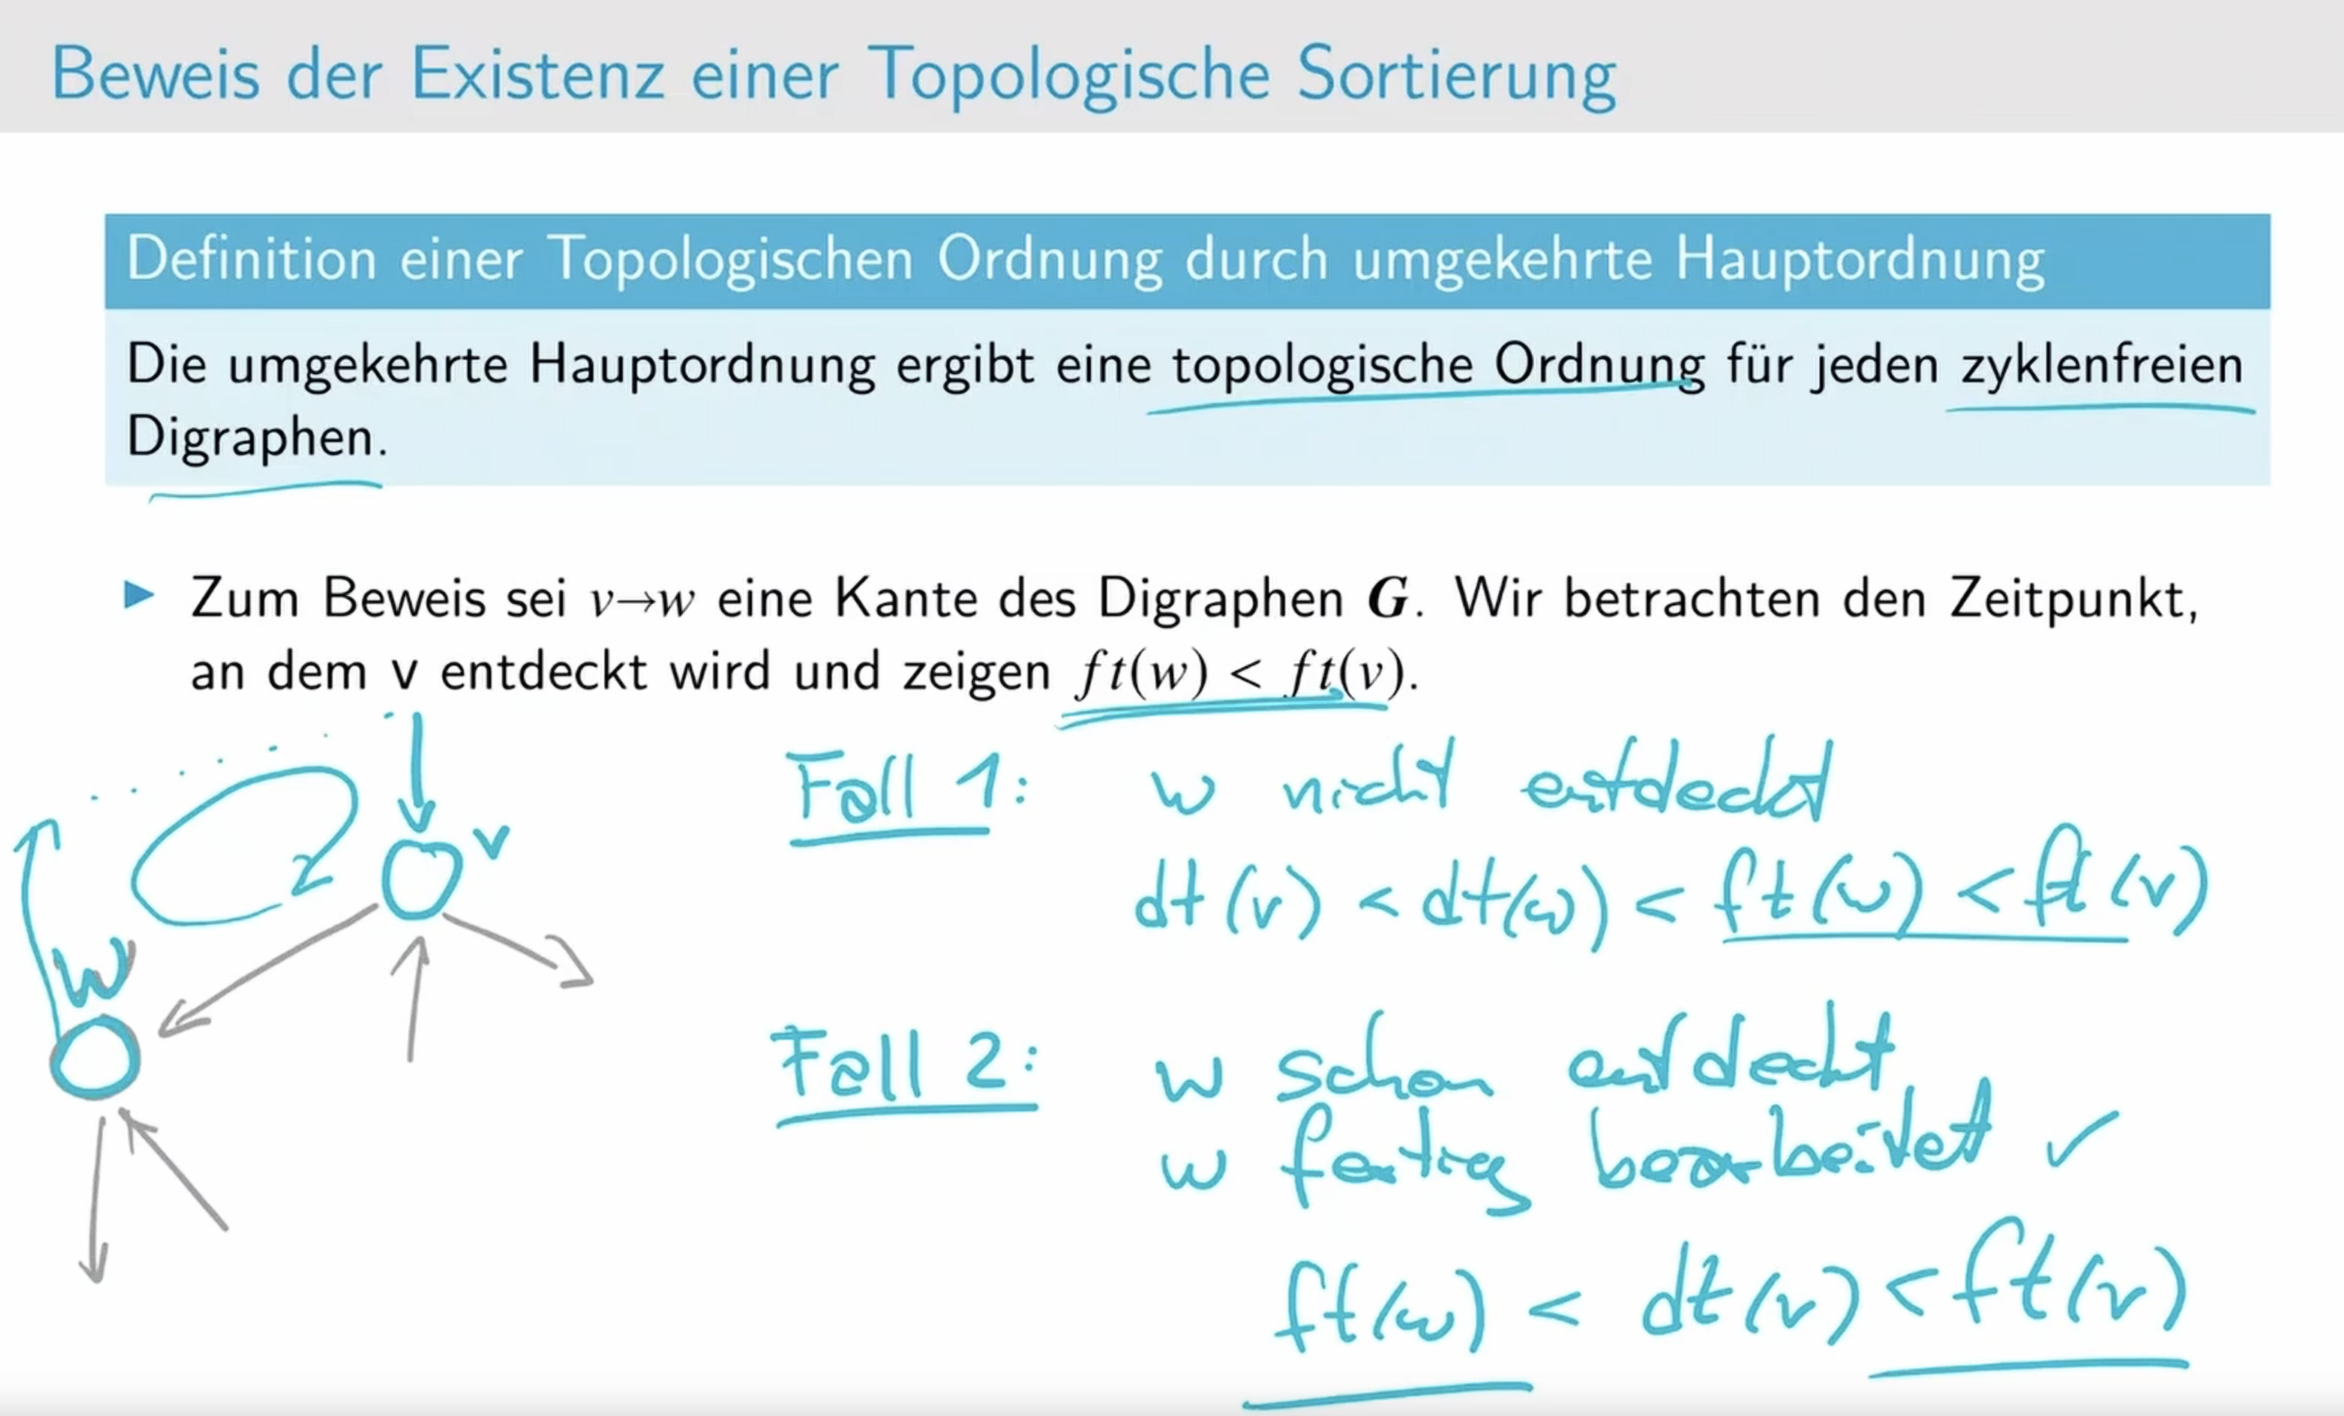 Beweis der Existenz einer Topologische Sortierung
Definition einer Topologischen Ordnung durch umgekehrte Hauptordnung
Die umgekehrte Hauptordnung ergibt eine topologische Ordnung für jeden zyklenfreien
Digraphen.
▶ Zum Beweis sei v→w eine Kante des Digraphen G. Wir betrachten den Zeitpunkt,
an dem v entdeckt wird und zeigen ft(w) < ft(v).
v
w
Fall 1: w nicht entdeckt
dt(v) < dt(w) < ft(w) < ft(v)
Fall 2: w schon entdeckt,
w fertig bearbeitet ✓
ft(w) < dt(v) < ft(v)